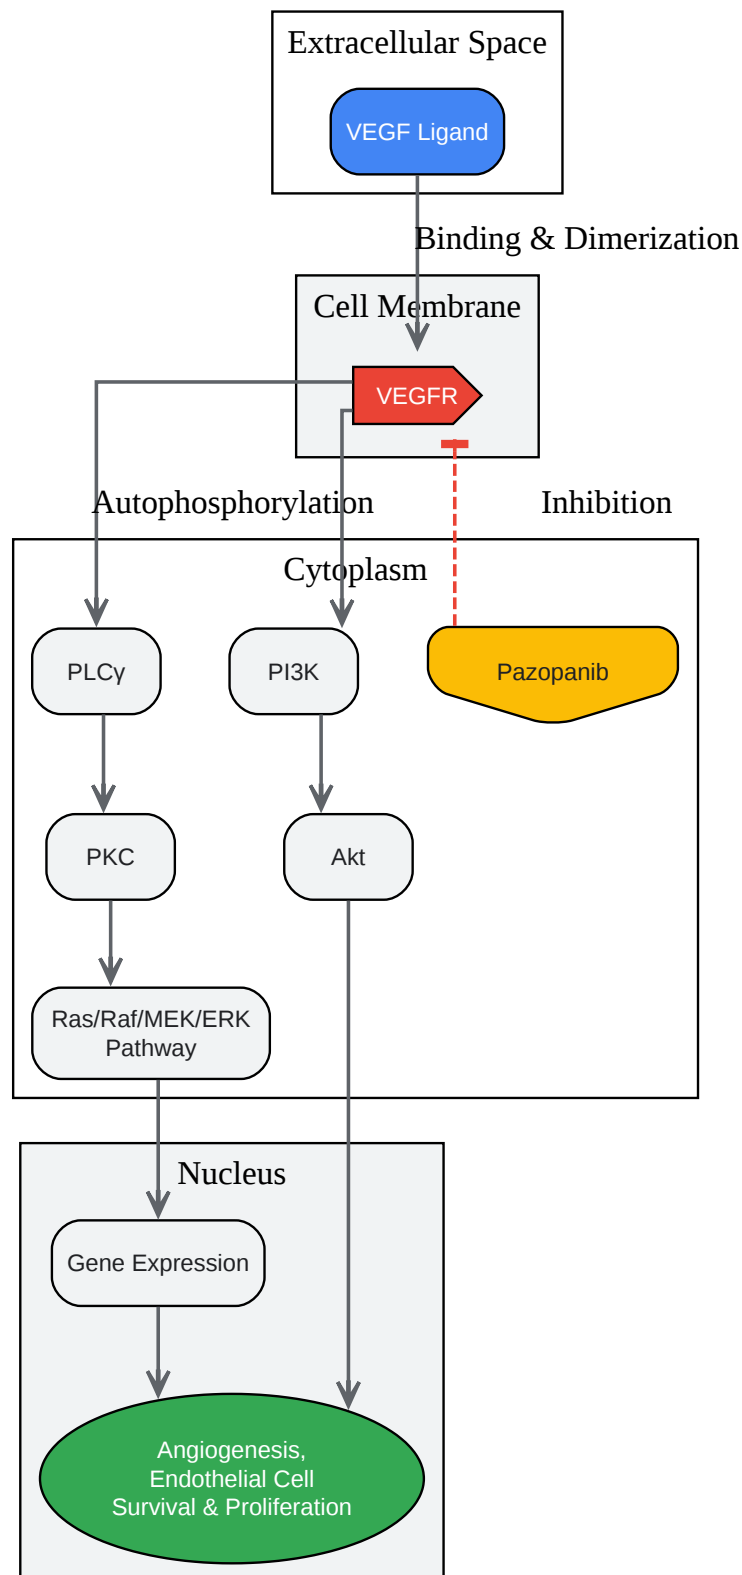 Extracellular Space
VEGF Ligand
Binding & Dimerization
Cell Membrane
VEGFR
Autophosphorylation
Inhibition
Cytoplasm
PLCγ
PI3K
Pazopanib
PKC
Akt
Ras/Raf/MEK/ERK
Pathway
Nucleus
Gene Expression
Angiogenesis,
Endothelial Cell
Survival & Proliferation